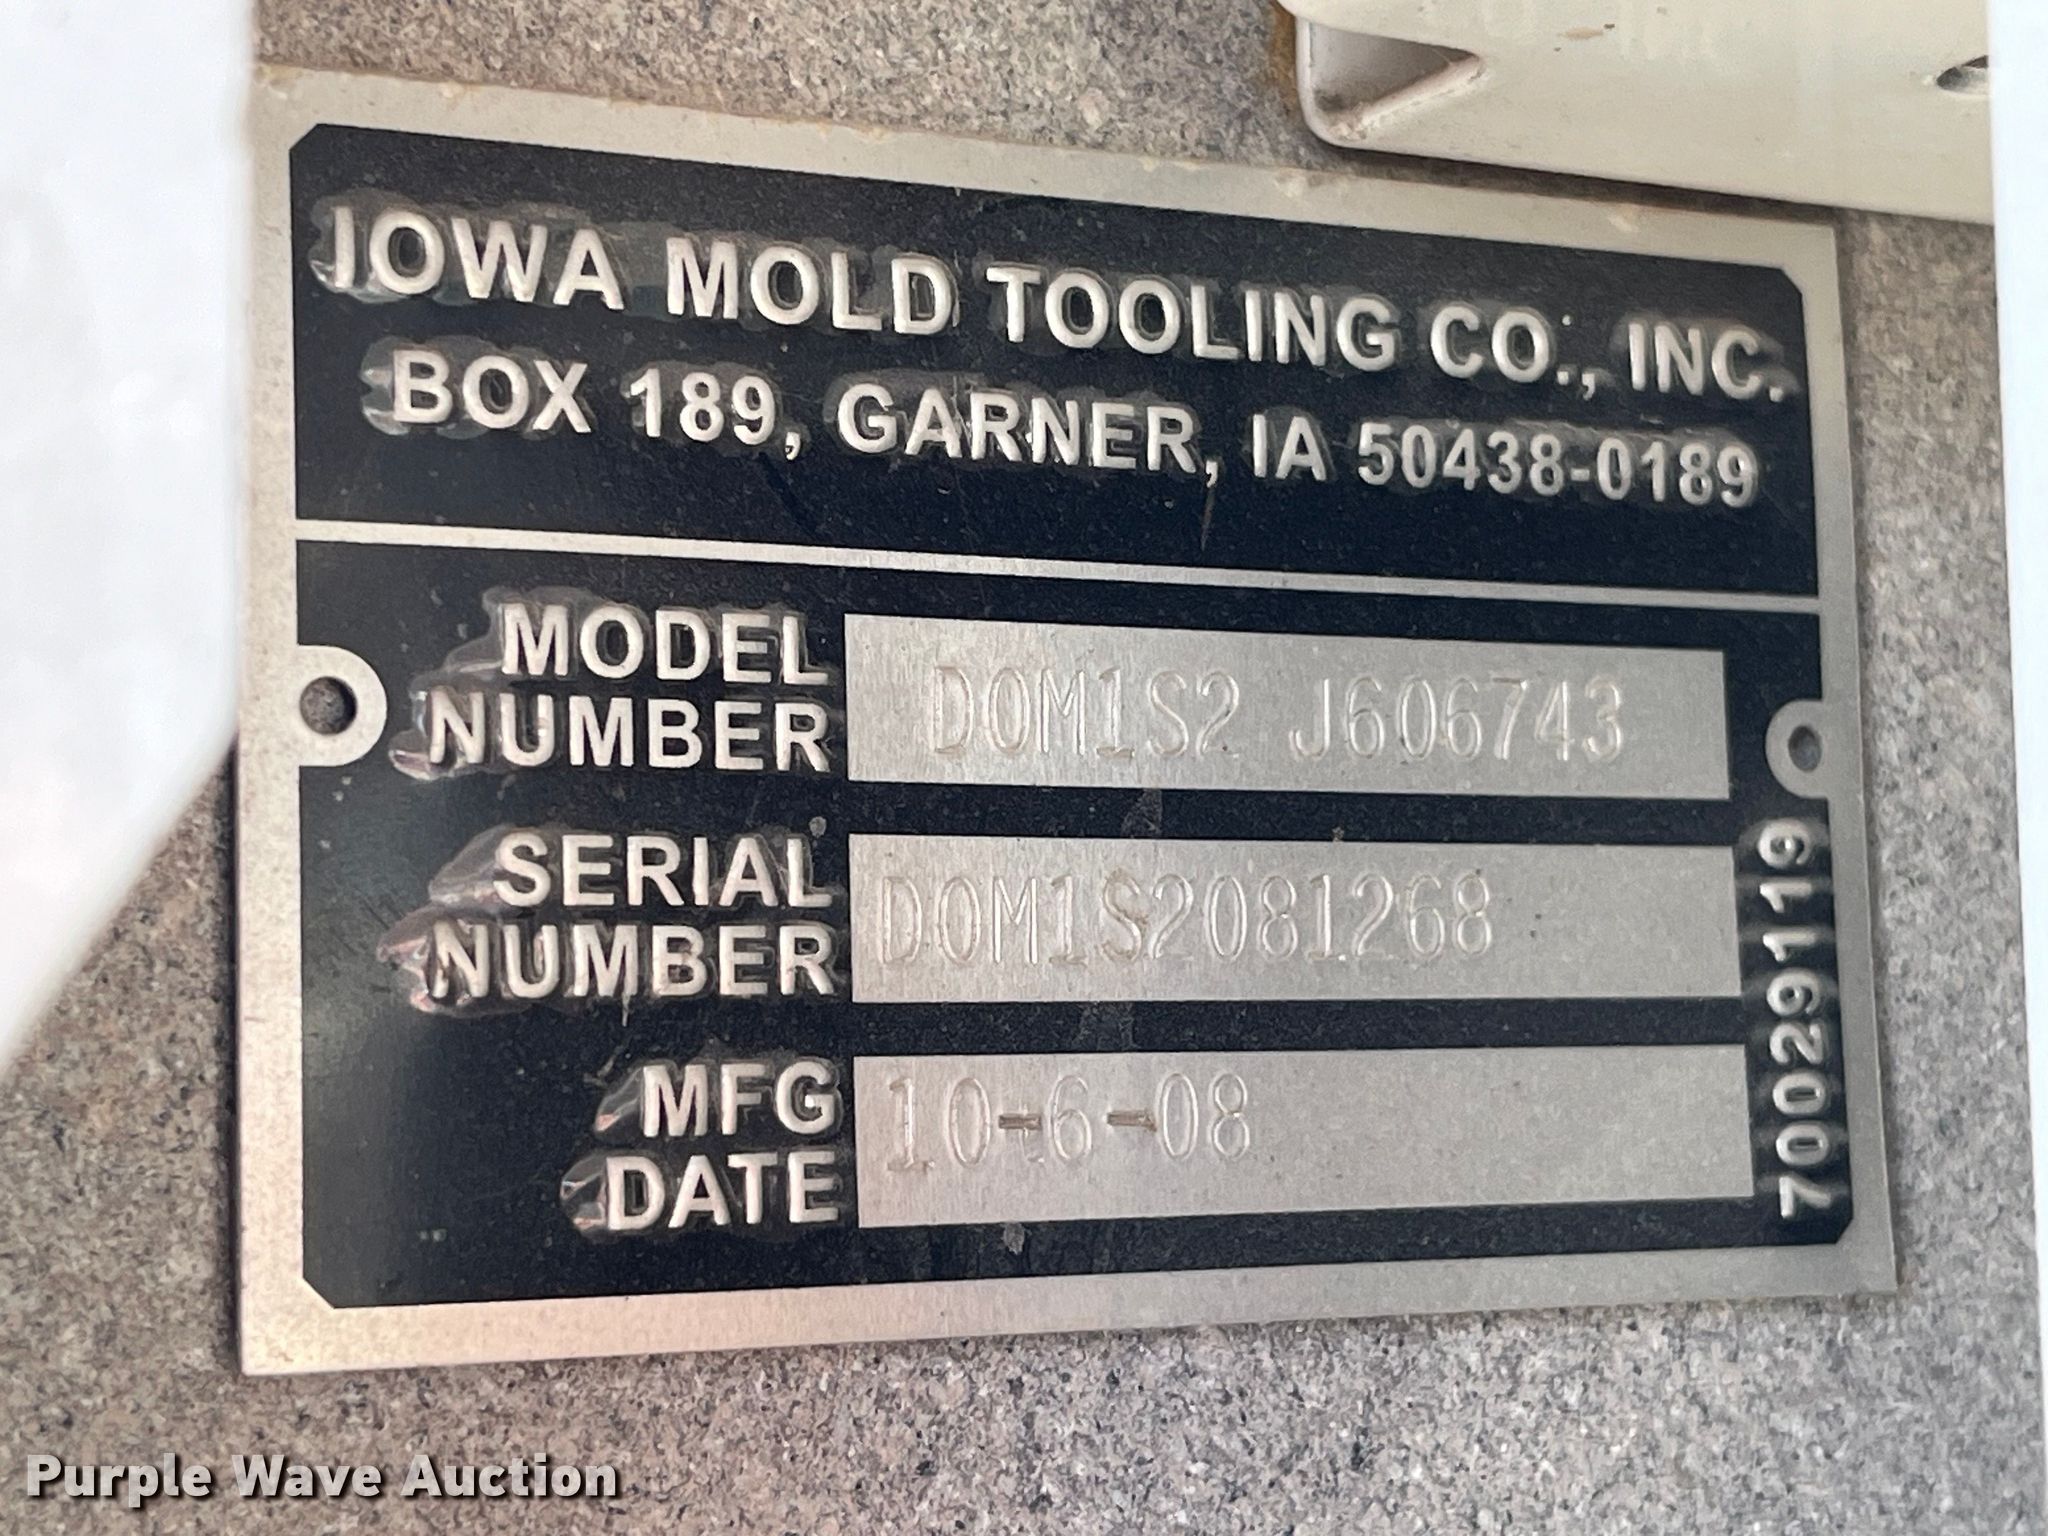 IOWA MOLD TOOLING CO., INC.
BOX 189, GARNER, IA 50438-0189
MODEL NUMBER DOM1S2 J606743
SERIAL NUMBER DOM1S2081268
MFG DATE 10-6-08
70029119
Purple Wave Auction